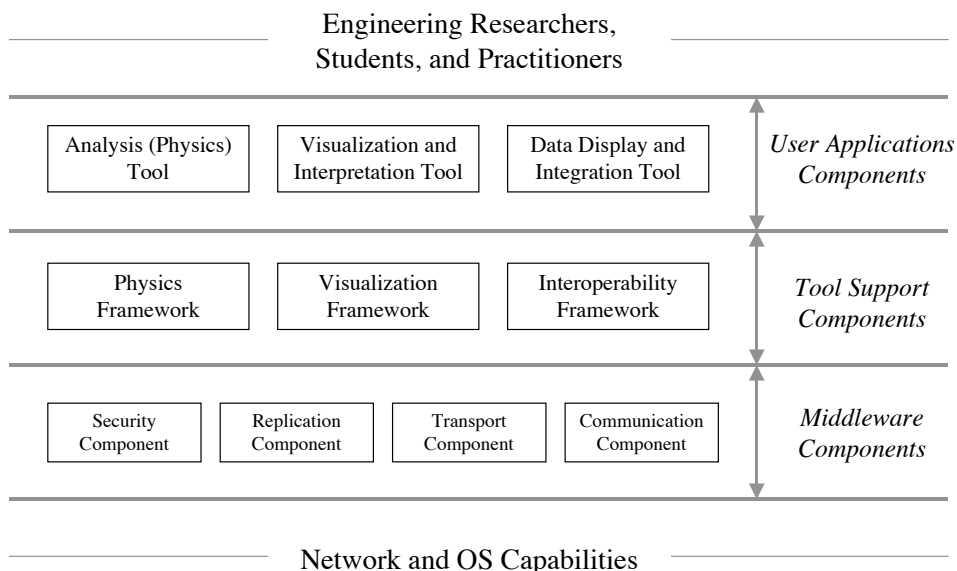 Engineering Researchers,
Students, and Practitioners
Analysis (Physics)
Tool
Visualization and
Interpretation Tool
Data Display and
Integration Tool
User Applications
Components
Physics
Framework
Visualization
Framework
Interoperability
Framework
Tool Support
Components
Security
Component
Replication
Component
Transport
Component
Communication
Component
Middleware
Components
Network and OS Capabilities